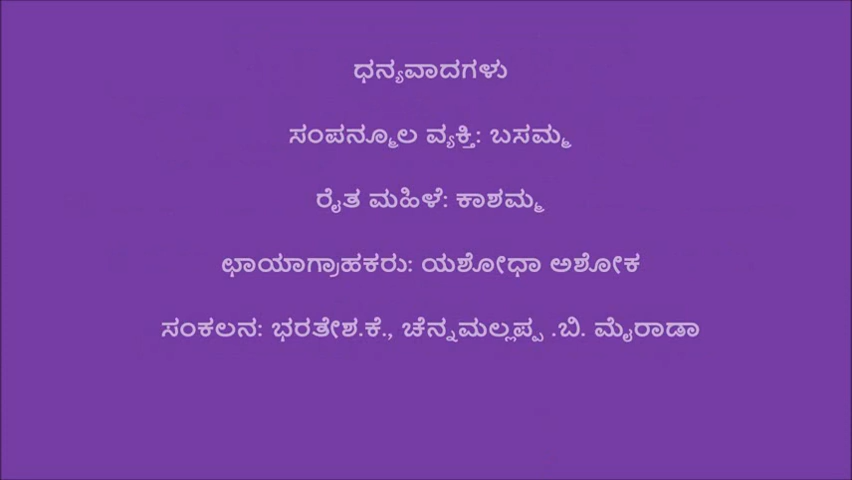 ಧನ್ಯವಾದಗಳು
ಸಂಪನ್ಮೂಲ ವ್ಯಕ್ತಿ: ಬಸಮ್ಮ
ರೈತ ಮಹಿಳೆ: ಕಾಶಮ್ಮ
ಛಾಯಾಗ್ರಾಹಕರು: ಯಶೋಧಾ ಅಶೋಕ
ಸಂಕಲನ: ಭರತೇಶ.ಕೆ., ಚೆನ್ನಮಲ್ಲಪ್ಪ .ಬಿ. ಮೈರಾಡಾ